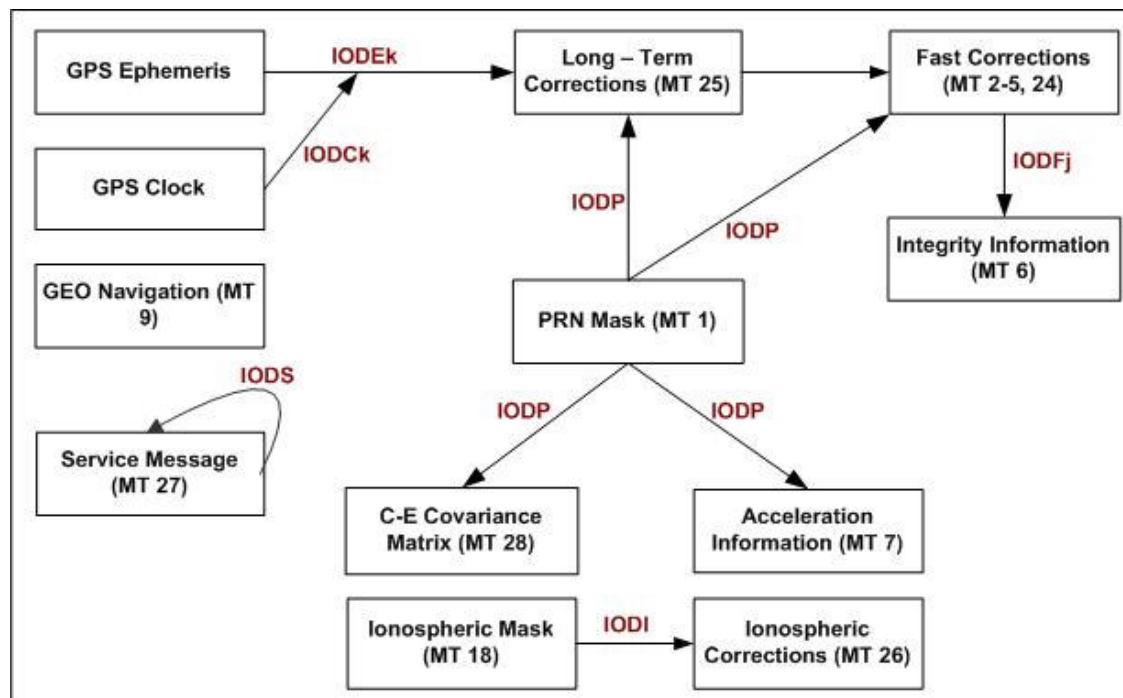 GPS Ephemeris
IODEk
Long – Term
Corrections (MT 25)
Fast Corrections
(MT 2-5, 24)
IODCk
GPS Clock
IODFj
IODP
IODP
Integrity Information
(MT 6)
GEO Navigation (MT
9)
PRN Mask (MT 1)
IODS
Service Message
(MT 27)
IODP
IODP
C-E Covariance
Matrix (MT 28)
Acceleration
Information (MT 7)
Ionospheric Mask
(MT 18)
IODI
Ionospheric
Corrections (MT 26)